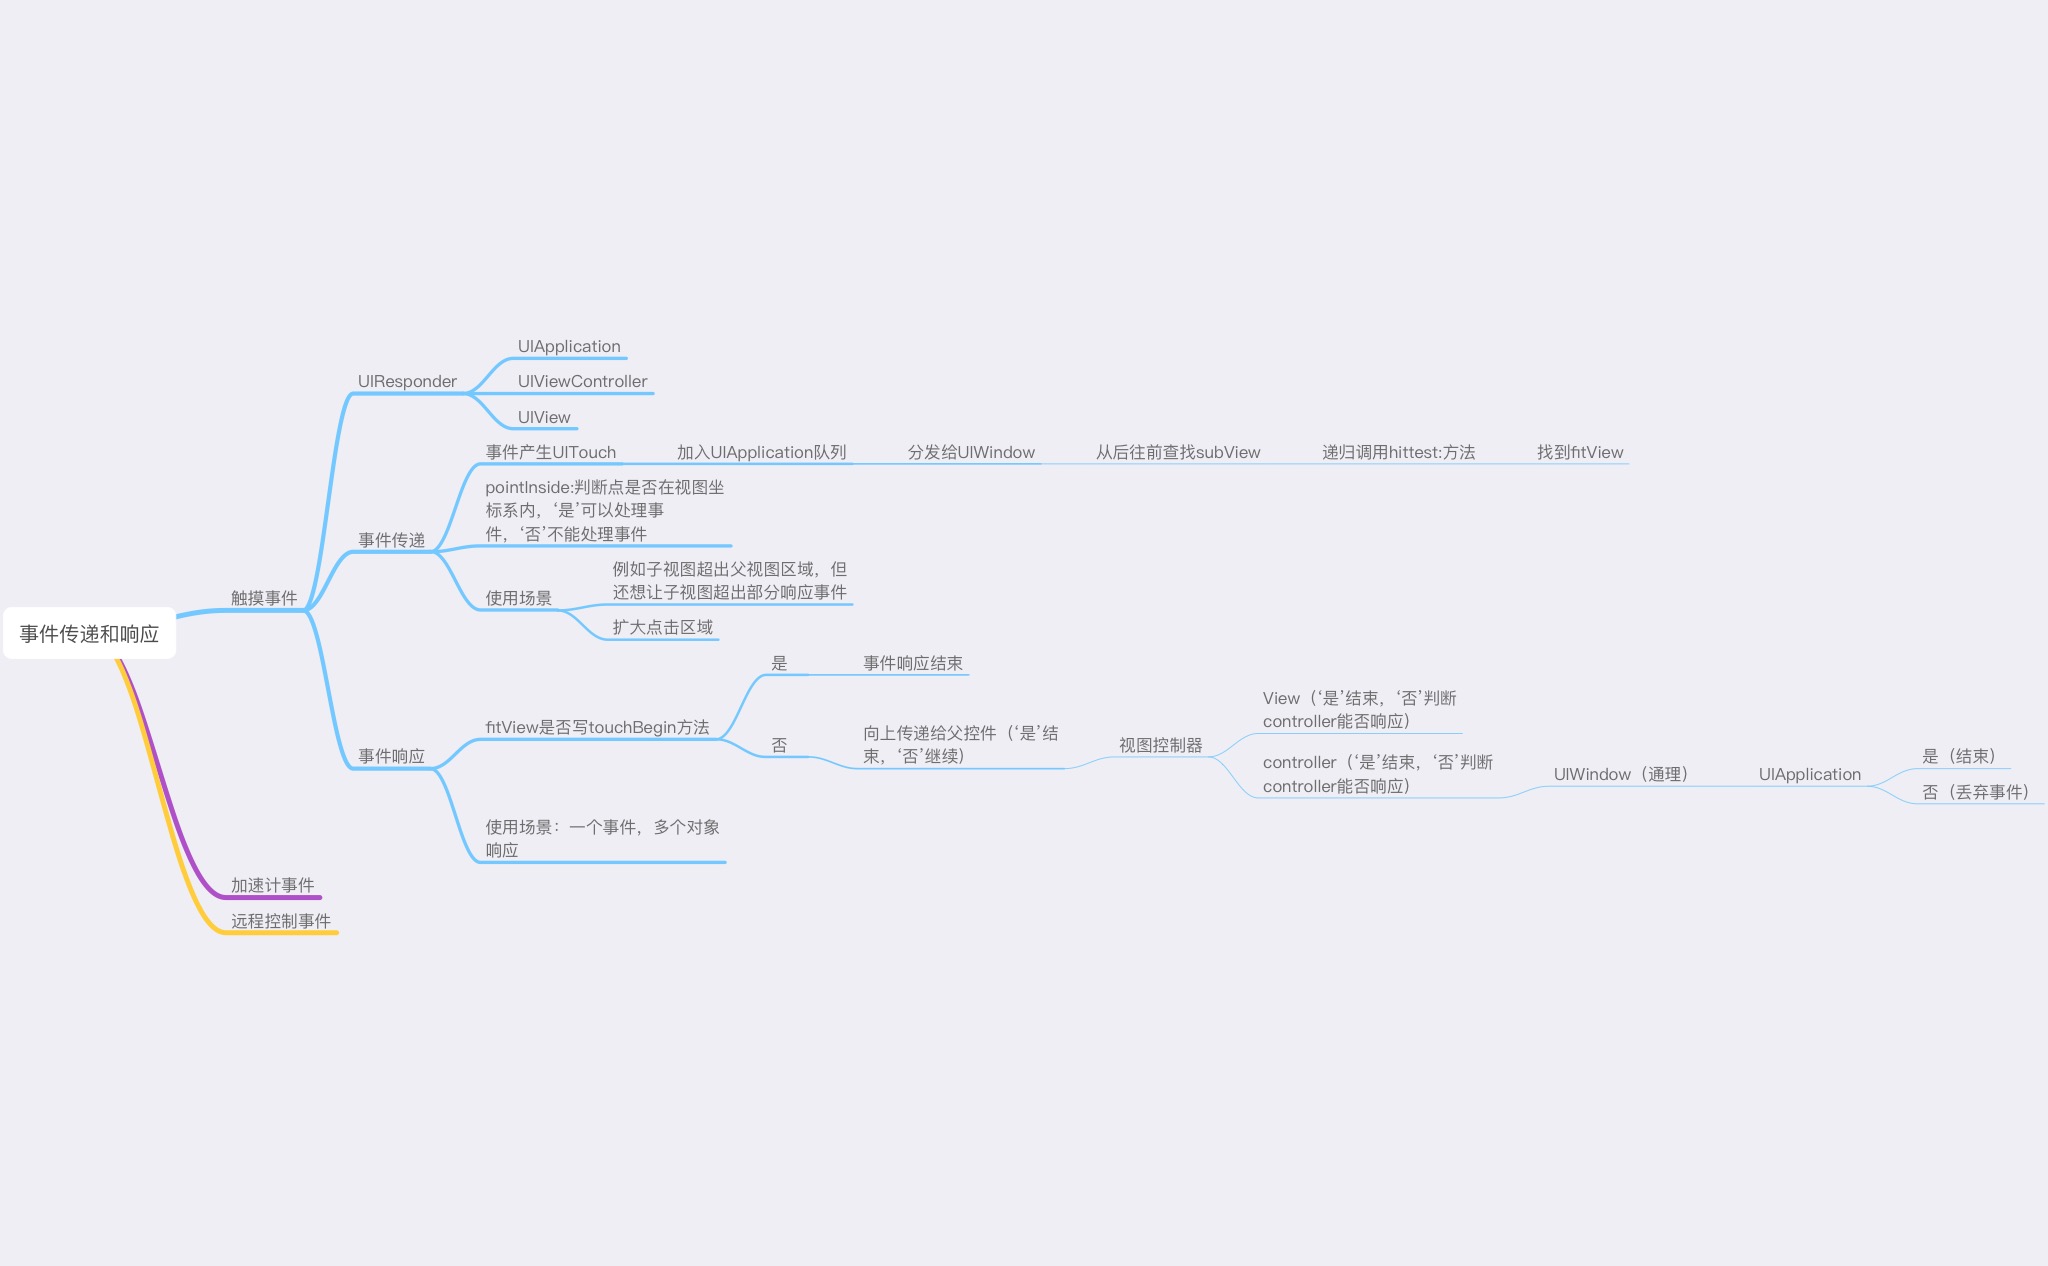 事件传递和响应
触摸事件
UIResponder
UIApplication
UIViewController
UIView
事件传递
事件产生UITouch
加入UIApplication队列
分发给UIWindow
从后往前查找subView
递归调用hittest:方法
找到fitView
pointInside:判断点是否在视图坐
标系内，‘是’可以处理事
件，‘否’不能处理事件
使用场景
例如子视图超出父视图区域，但
还想让子视图超出部分响应事件
扩大点击区域
事件响应
fitView是否写touchBegin方法
是
事件响应结束
否
向上传递给父控件（‘是’结
束，‘否’继续）
视图控制器
View（‘是’结束，‘否’判断
controller能否响应）
controller（‘是’结束，‘否’判断
controller能否响应）
UIWindow（通理）
UIApplication
是（结束）
否（丢弃事件）
使用场景：一个事件，多个对象
响应
加速计事件
远程控制事件